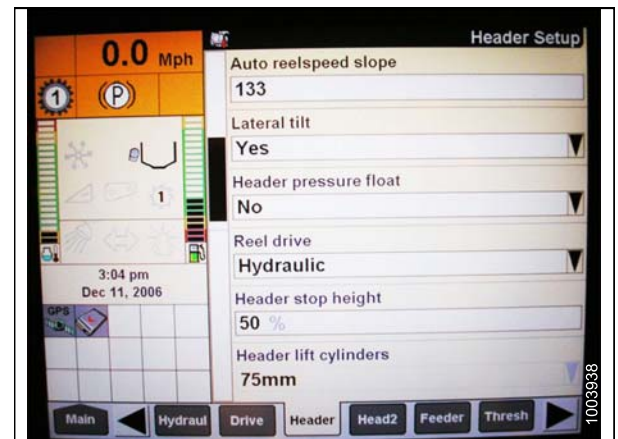 0.0 Mph
Header Setup
1
(P)
1
3:04 pm
Dec 11, 2006
GPS
Auto reelspeed slope
133
Lateral tilt
Yes
Header pressure float
No
Reel drive
Hydraulic
Header stop height
50 %
Header lift cylinders
75mm
Main
Hydraul
Drive
Header
Head2
Feeder
Thresh
1003938